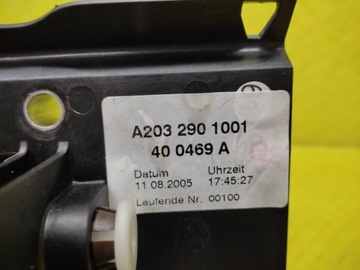 A203 290 1001
40 0469 A
Datum Uhrzeit
11.08.2005 17:45:27
Laufende Nr. 00100